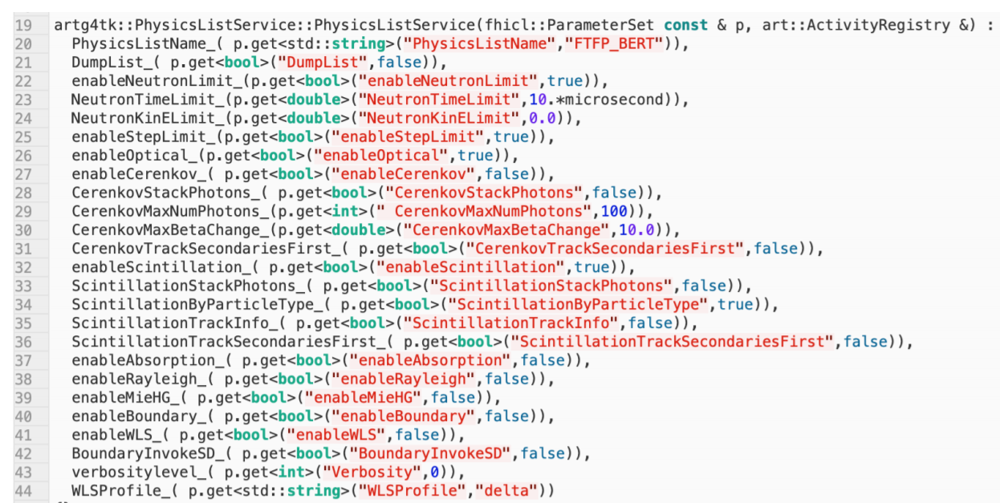 19 artg4tk::PhysicsListService::PhysicsListService(fhicl::ParameterSet const & p, art::ActivityRegistry &) :
20 PhysicsListName_( p.get<std::string>("PhysicsListName","FTFP_BERT")),
21 DumpList_( p.get<bool>("DumpList",false)),
22 enableNeutronLimit_(p.get<bool>("enableNeutronLimit",true)),
23 NeutronTimeLimit_(p.get<double>("NeutronTimeLimit",10.*microsecond)),
24 NeutronKinELimit_(p.get<double>("NeutronKinELimit",0.0)),
25 enableStepLimit_(p.get<bool>("enableStepLimit",true)),
26 enableOptical_(p.get<bool>("enableOptical",true)),
27 enableCerenkov_( p.get<bool>("enableCerenkov",false)),
28 CerenkovStackPhotons_( p.get<bool>("CerenkovStackPhotons",false)),
29 CerenkovMaxNumPhotons_(p.get<int>(" CerenkovMaxNumPhotons",100)),
30 CerenkovMaxBetaChange_(p.get<double>("CerenkovMaxBetaChange",10.0)),
31 CerenkovTrackSecondariesFirst_( p.get<bool>("CerenkovTrackSecondariesFirst",false)),
32 enableScintillation_( p.get<bool>("enableScintillation",true)),
33 ScintillationStackPhotons_( p.get<bool>("ScintillationStackPhotons",false)),
34 ScintillationByParticleType_( p.get<bool>("ScintillationByParticleType",true)),
35 ScintillationTrackInfo_( p.get<bool>("ScintillationTrackInfo",false)),
36 ScintillationTrackSecondariesFirst_( p.get<bool>("ScintillationTrackSecondariesFirst",false)),
37 enableAbsorption_( p.get<bool>("enableAbsorption",false)),
38 enableRayleigh_( p.get<bool>("enableRayleigh",false)),
39 enableMieHG_( p.get<bool>("enableMieHG",false)),
40 enableBoundary_( p.get<bool>("enableBoundary",false)),
41 enableWLS_( p.get<bool>("enableWLS",false)),
42 BoundaryInvokeSD_( p.get<bool>("BoundaryInvokeSD",false)),
43 verbositylevel_( p.get<int>("Verbosity",0)),
44 WLSProfile_( p.get<std::string>("WLSProfile","delta"))